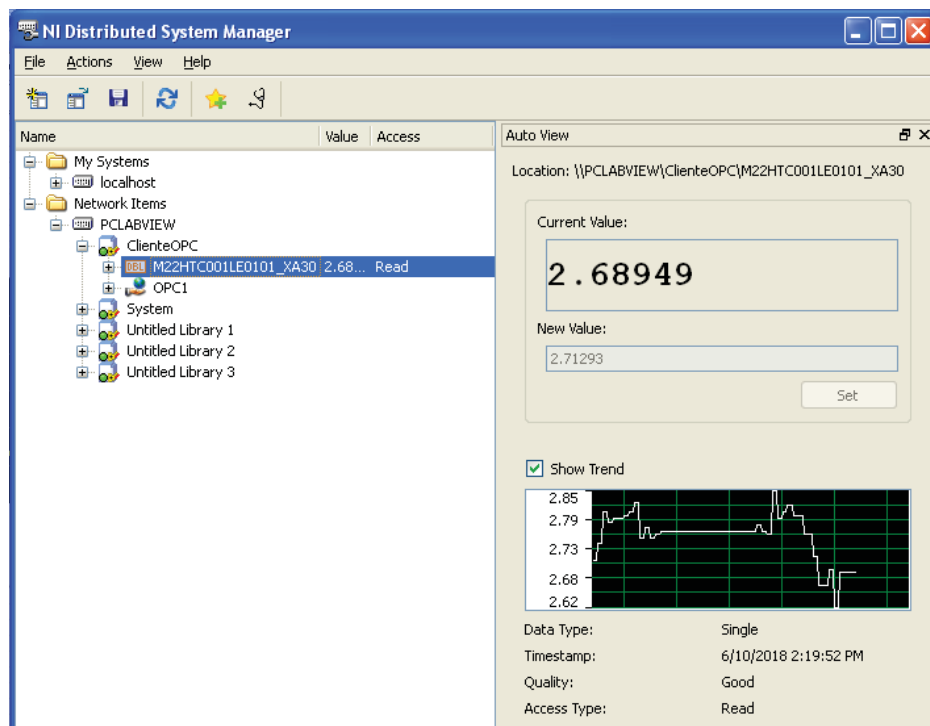 NI Distributed System Manager
File Actions View Help
Name Value Access
My Systems
localhost
Network Items
PCLABVIEW
ClienteOPC
DBL M22HTC001LE0101_XA30 2.68... Read
OPC1
System
Untitled Library 1
Untitled Library 2
Untitled Library 3
Auto View
Location: \\PCLABVIEW\ClienteOPC\M22HTC001LE0101_XA30
Current Value:
2.68949
New Value:
2.71293
Set
Show Trend
2.85
2.79
2.73
2.68
2.62
Data Type: Single
Timestamp: 6/10/2018 2:19:52 PM
Quality: Good
Access Type: Read